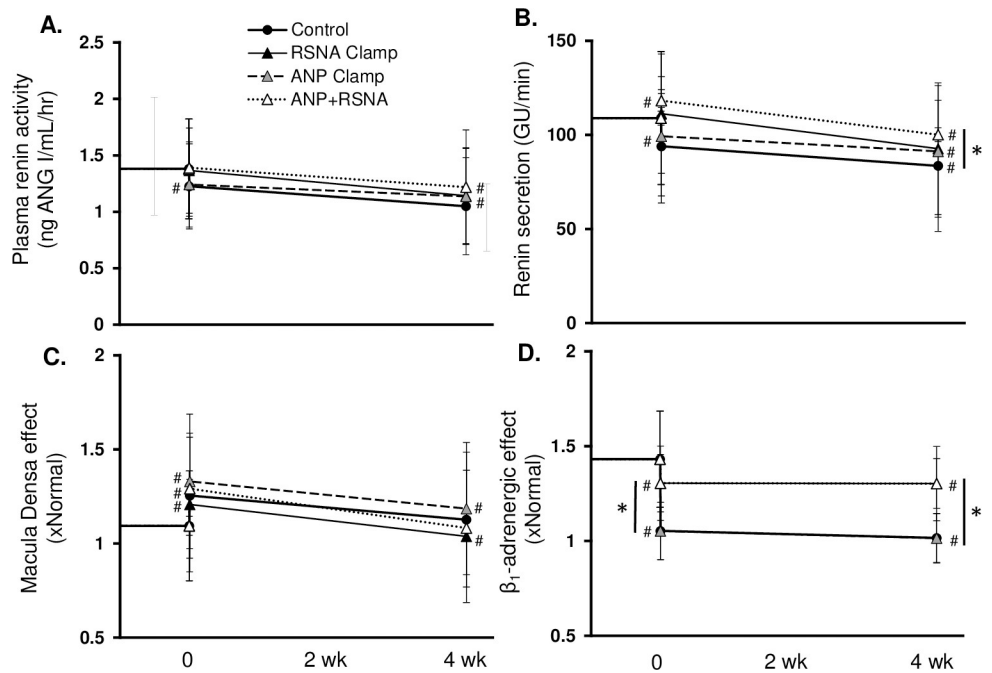 A.
Control
RSNA Clamp
ANP Clamp
ANP+RSNA
Plasma renin activity
(ng ANG I/mL/hr)
2.5
2
1.5
1
0.5
0
#
#
#
B.
Renin secretion (GU/min)
150
100
50
0
#
#
#
#
#
*
C.
Macula Densa effect
(xNormal)
2
1.5
1
0.5
#
#
#
#
#
0
2 wk
4 wk
D.
β₁-adrenergic effect
(xNormal)
2
1.5
1
0.5
#
#
*
#
#
*
0
2 wk
4 wk